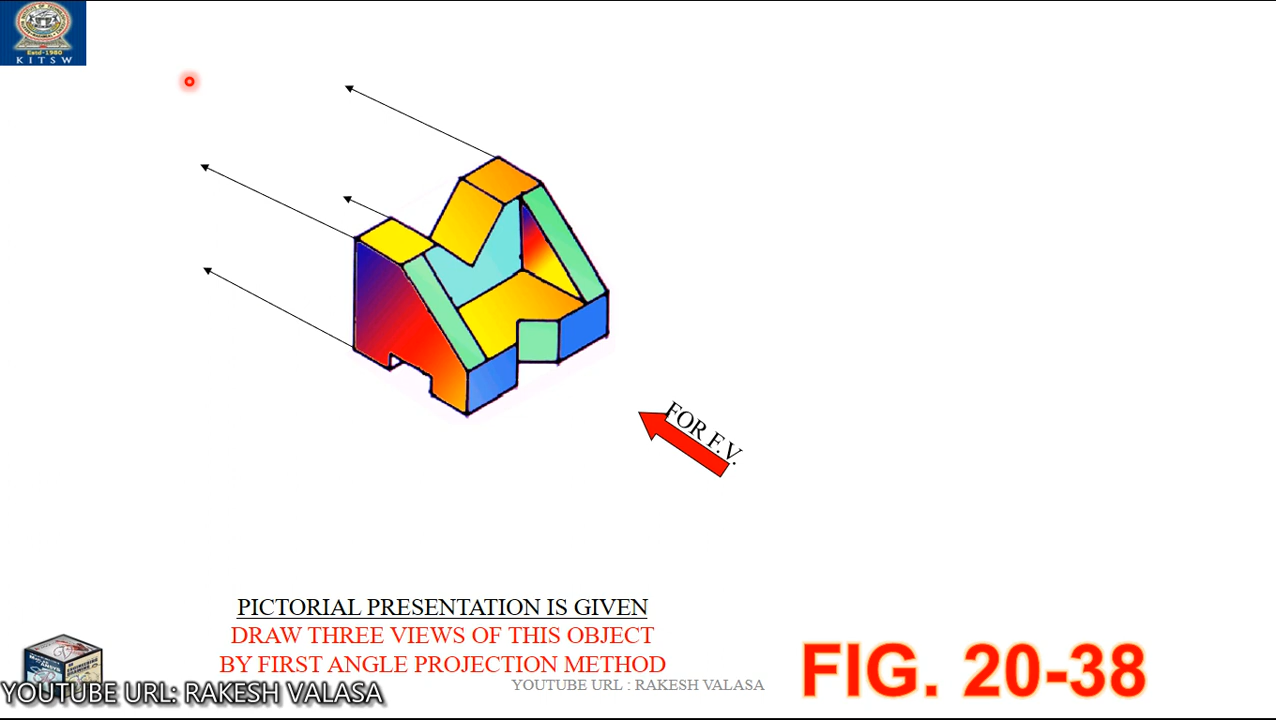 Estd-1980
K I T S W
FOR F.V.
PICTORIAL PRESENTATION IS GIVEN
DRAW THREE VIEWS OF THIS OBJECT
BY FIRST ANGLE PROJECTION METHOD
FIG. 20-38
YOUTUBE URL: RAKESH VALASA
YOUTUBE URL : RAKESH VALASA